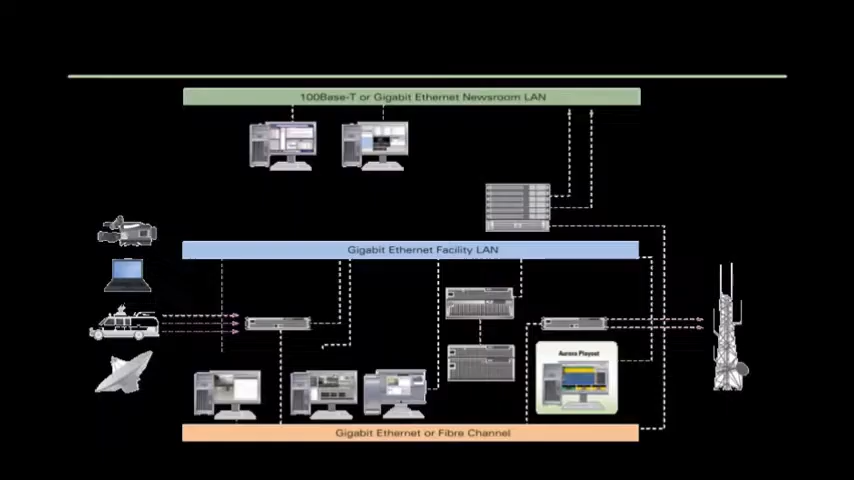 100Base-T or Gigabit Ethernet Newsroom LAN
Gigabit Ethernet Facility LAN
Aurora Playout
Gigabit Ethernet or Fibre Channel